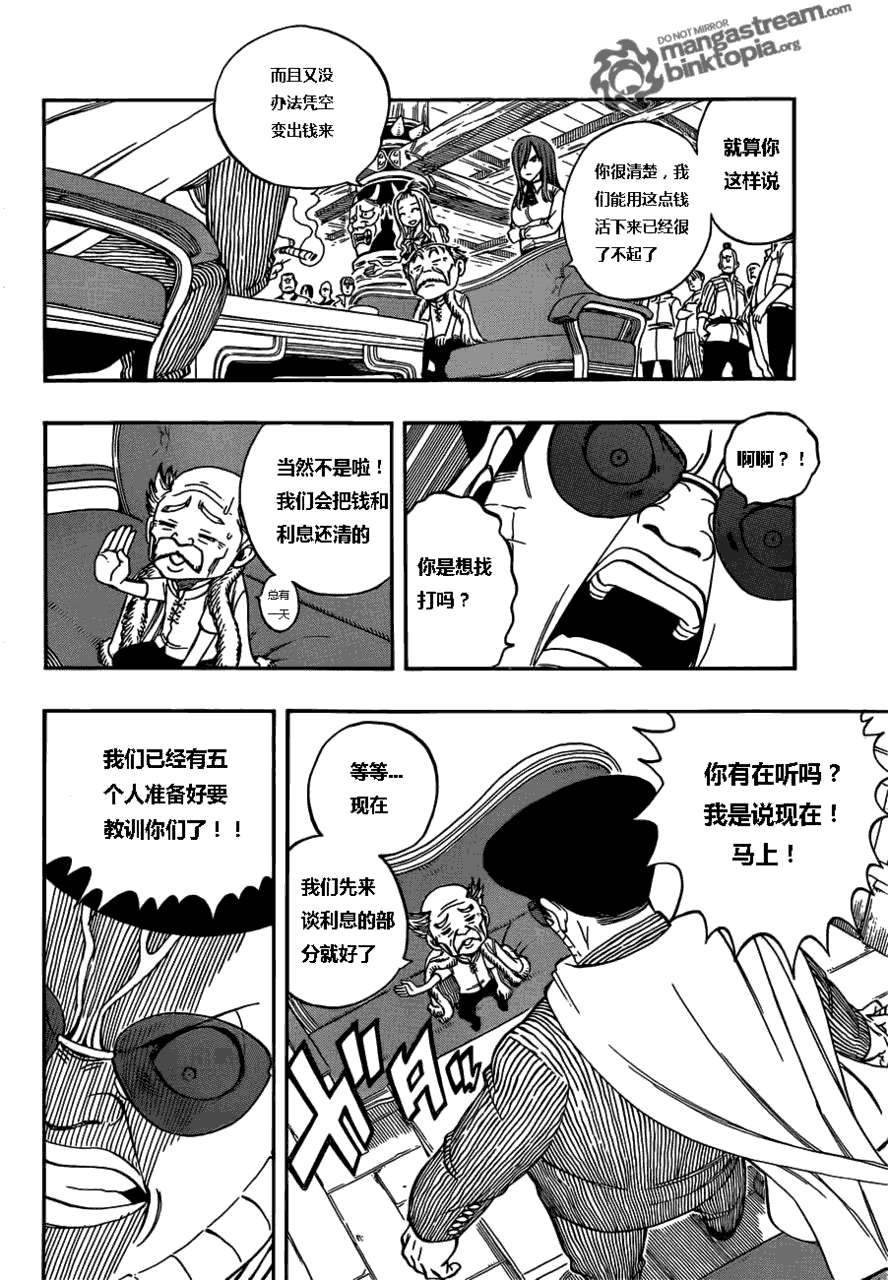 DO NOT MIRROR
mangastream.com
binktopia.org
就算你
这样说
你很清楚，我
们能用这点钱
活下来已经很
了不起了
而且又没
办法凭空
变出钱来
啊啊？！
你是想找
打吗？
当然不是啦！
我们会把钱和
利息还清的
总有
一天
你有在听吗？
我是说现在！
马上！
等等...
现在
我们先来
谈利息的部
分就好了
我们已经有五
个人准备好要
教训你们了！！